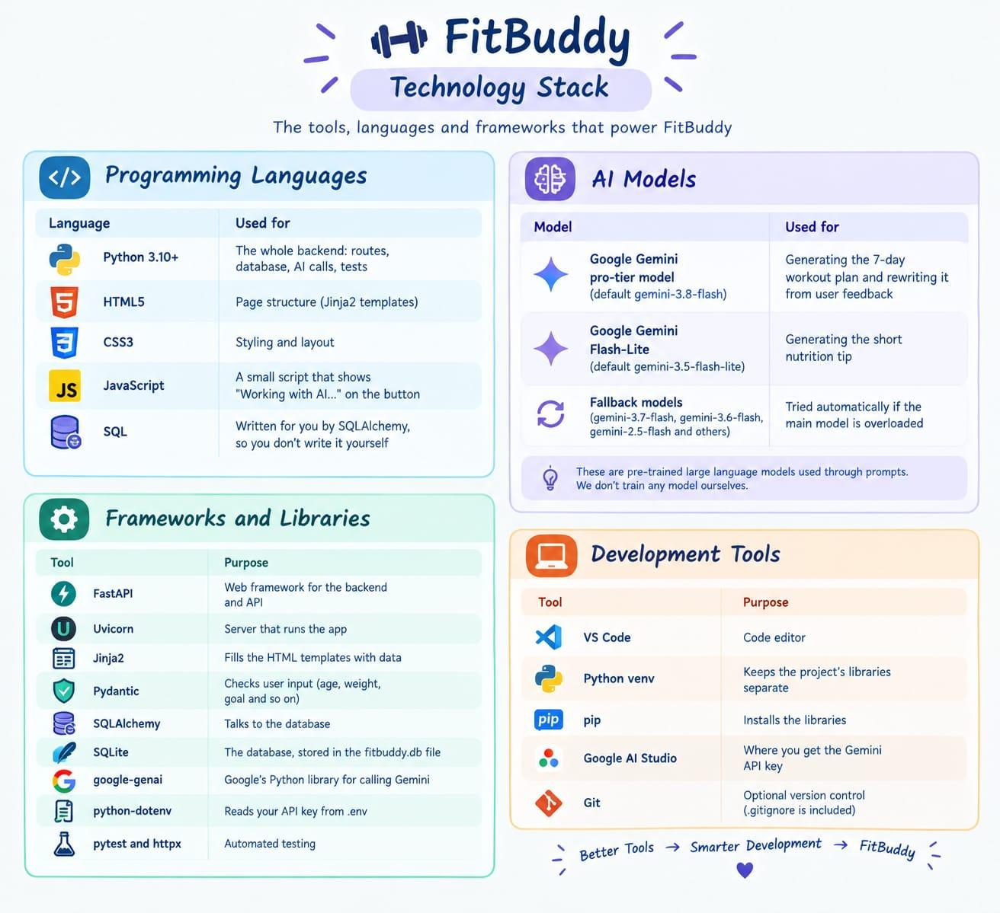 FitBuddy
Technology Stack
The tools, languages and frameworks that power FitBuddy
</> Programming Languages
Language Used for
Python 3.10+ The whole backend: routes,
database, AI calls, tests
5 HTML5 Page structure (Jinja2 templates)
3 CSS3 Styling and layout
JS JavaScript A small script that shows
"Working with AI..." on the button
SQL Written for you by SQLAlchemy,
so you don't write it yourself
AI Models
Model Used for
Google Gemini
pro-tier model
(default gemini-3.8-flash)
Generating the 7-day
workout plan and rewriting it
from user feedback
Google Gemini
Flash-Lite
(default gemini-3.5-flash-lite)
Generating the short
nutrition tip
Fallback models
(gemini-3.7-flash, gemini-3.6-flash,
gemini-2.5-flash and others)
Tried automatically if the
main model is overloaded
These are pre-trained large language models used through prompts.
We don't train any model ourselves.
Frameworks and Libraries
Tool Purpose
FastAPI Web framework for the backend
and API
U Uvicorn Server that runs the app
Jinja2 Fills the HTML templates with data
Pydantic Checks user input (age, weight,
goal and so on)
SQLAlchemy Talks to the database
SQLite The database, stored in the fitbuddy.db file
G google-genai Google's Python library for calling Gemini
python-dotenv Reads your API key from .env
pytest and httpx Automated testing
Development Tools
Tool Purpose
VS Code Code editor
Python venv Keeps the project's libraries
separate
pip pip Installs the libraries
Google AI Studio Where you get the Gemini
API key
Git Optional version control
(.gitignore is included)
Better Tools → Smarter Development → FitBuddy